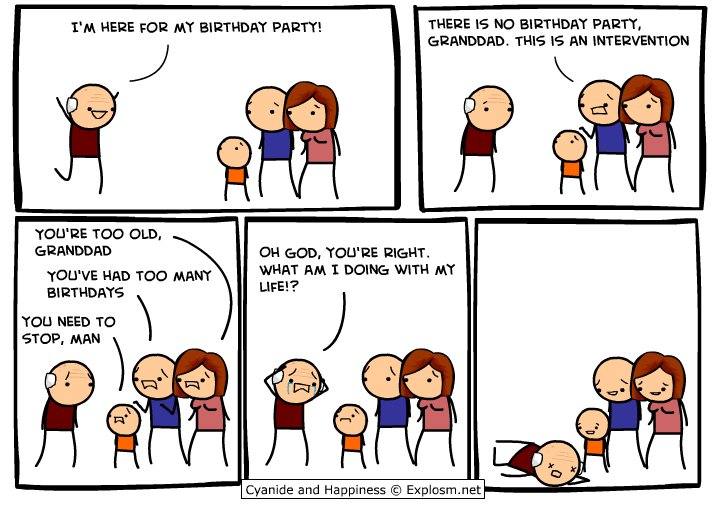 I'M HERE FOR MY BIRTHDAY PARTY!
THERE IS NO BIRTHDAY PARTY,
GRANDDAD. THIS IS AN INTERVENTION
YOU'RE TOO OLD,
GRANDDAD
YOU'VE HAD TOO MANY
BIRTHDAYS
YOU NEED TO
STOP, MAN
OH GOD, YOU'RE RIGHT.
WHAT AM I DOING WITH MY
LIFE!?
Cyanide and Happiness © Explosm.net